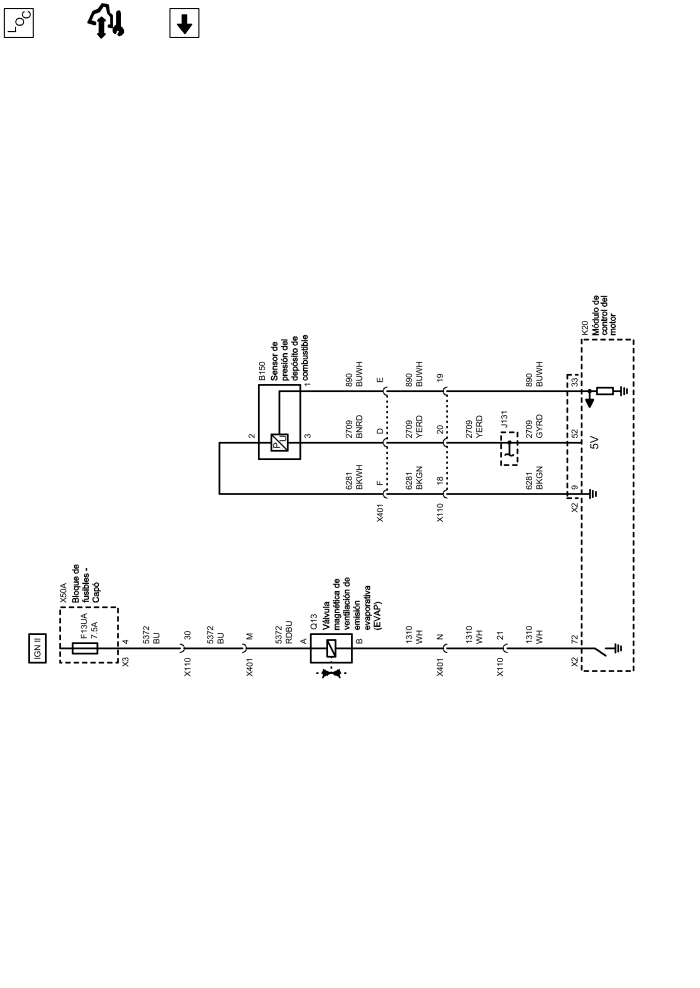 LOC
IGN II
X50A
Bloque de
fusibles -
Capó
F13UA
7.5A
4
X3
5372
BU
30
X110
5372
BU
M
X401
5372
RDBU
A
Q13
Válvula
magnética de
ventilación de
emisión
evaporativa
(EVAP)
B
1310
WH
N
X401
1310
WH
21
X110
1310
WH
72
X2
B150
Sensor de
presión del
depósito de
combustible
2
P
U
3
1
6281
BKWH
2709
BNRD
890
BUWH
X401
F
D
E
6281
BKGN
2709
YERD
890
BUWH
X110
18
20
19
2709
YERD
J131
6281
BKGN
2709
GYRD
890
BUWH
X2
9
52
33
5V
K20
Módulo de
control del
motor